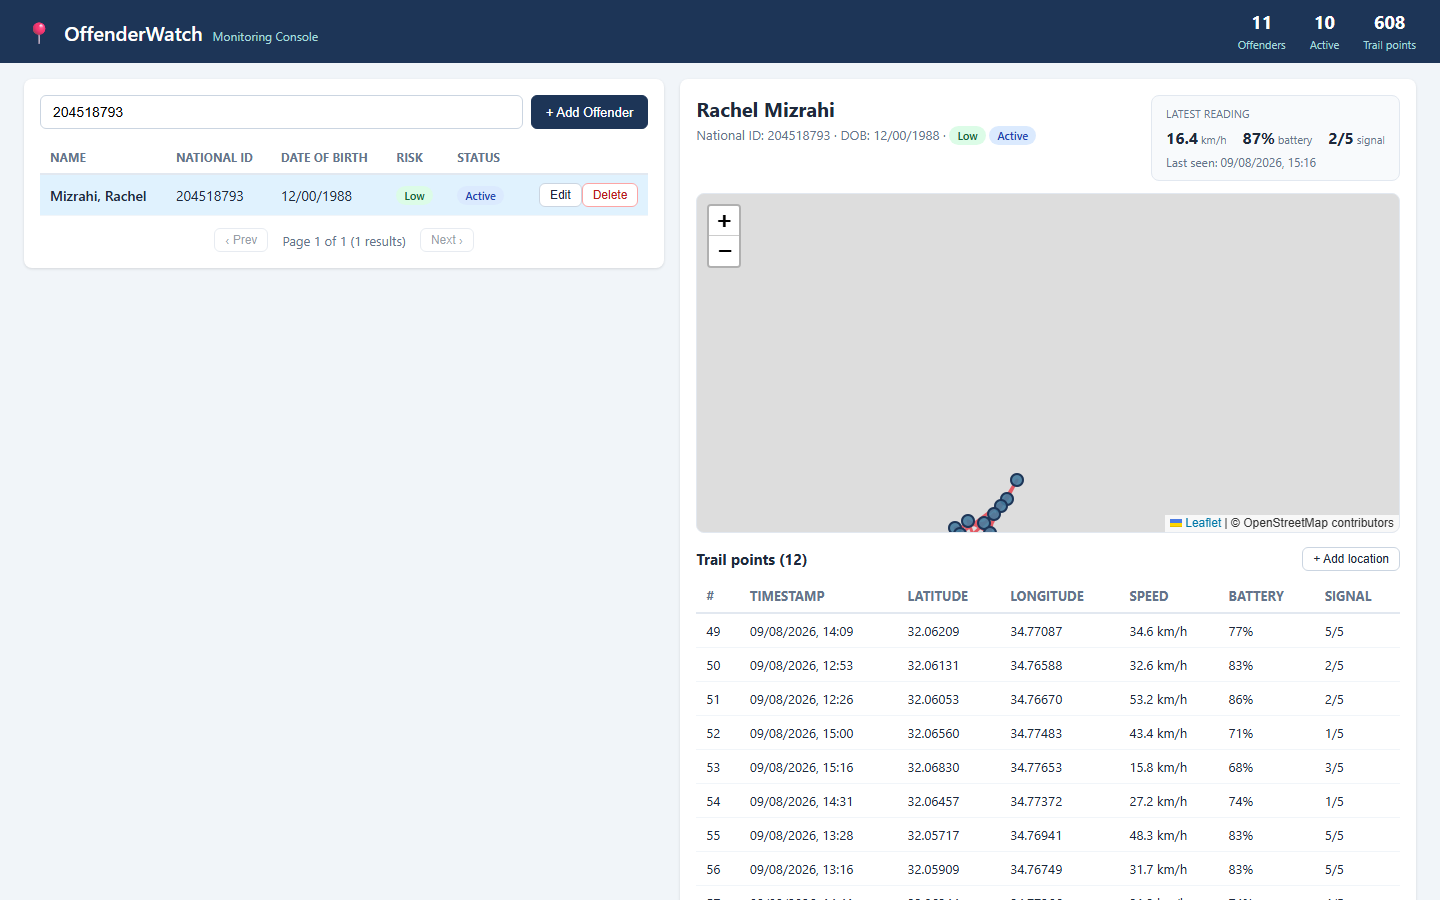 OffenderWatch Monitoring Console
11 10 608
Offenders Active Trail points
204518793
+ Add Offender
NAME NATIONAL ID DATE OF BIRTH RISK STATUS
Mizrahi, Rachel 204518793 12/00/1988 Low Active Edit Delete
‹ Prev Page 1 of 1 (1 results) Next ›
Rachel Mizrahi
National ID: 204518793 · DOB: 12/00/1988 · Low Active
LATEST READING
16.4 km/h 87% battery 2/5 signal
Last seen: 09/08/2026, 15:16
+
−
Leaflet | © OpenStreetMap contributors
Trail points (12)
+ Add location
# TIMESTAMP LATITUDE LONGITUDE SPEED BATTERY SIGNAL
49 09/08/2026, 14:09 32.06209 34.77087 34.6 km/h 77% 5/5
50 09/08/2026, 12:53 32.06131 34.76588 32.6 km/h 83% 2/5
51 09/08/2026, 12:26 32.06053 34.76670 53.2 km/h 86% 2/5
52 09/08/2026, 15:00 32.06560 34.77483 43.4 km/h 71% 1/5
53 09/08/2026, 15:16 32.06830 34.77653 15.8 km/h 68% 3/5
54 09/08/2026, 14:31 32.06457 34.77372 27.2 km/h 74% 1/5
55 09/08/2026, 13:28 32.05717 34.76941 48.3 km/h 83% 5/5
56 09/08/2026, 13:16 32.05909 34.76749 31.7 km/h 83% 5/5